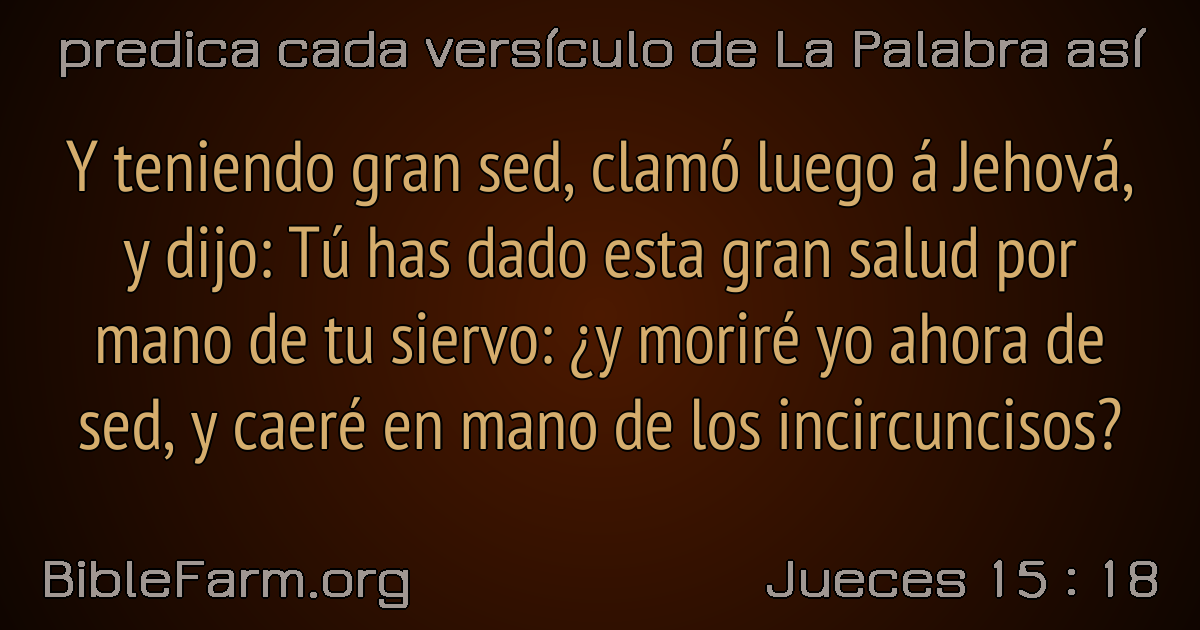 predica cada versículo de La Palabra así
Y teniendo gran sed, clamó luego á Jehová,
y dijo: Tú has dado esta gran salud por
mano de tu siervo: ¿y moriré yo ahora de
sed, y caeré en mano de los incircuncisos?
BibleFarm.org
Jueces 15 : 18